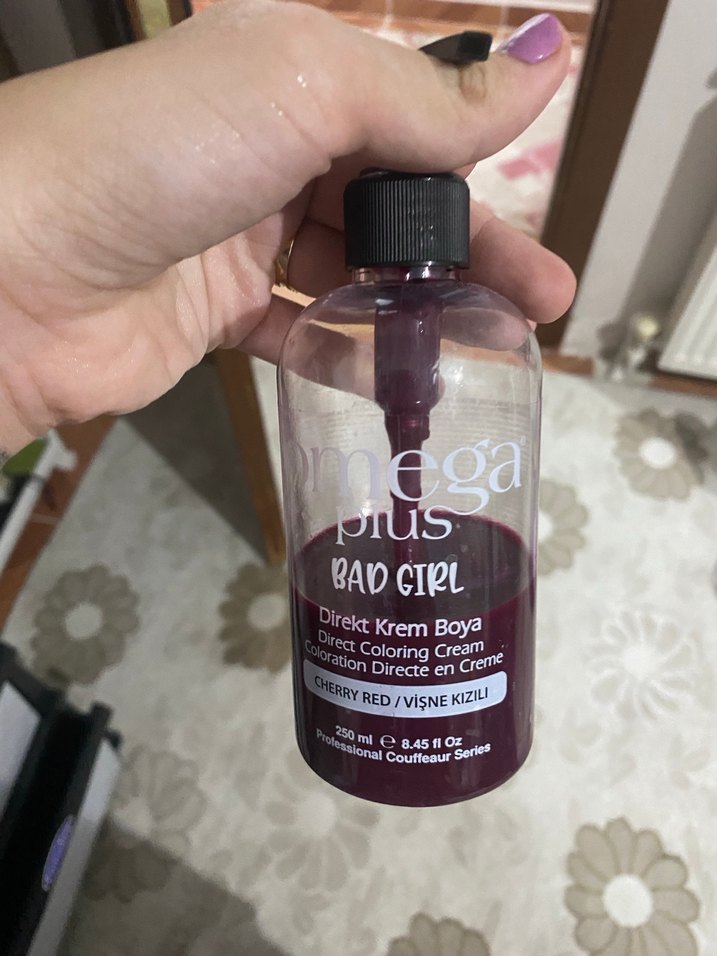 omega
plus
BAD GIRL
Direkt Krem Boya
Direct Coloring Cream
Coloration Directe en Creme
CHERRY RED / VİŞNE KIZILI
250 ml ℮ 8.45 fl Oz
Professional Couffeaur Series